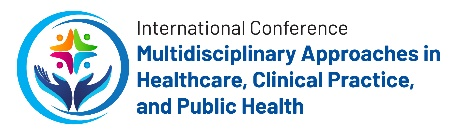 International Conference
Multidisciplinary Approaches in
Healthcare, Clinical Practice,
and Public Health